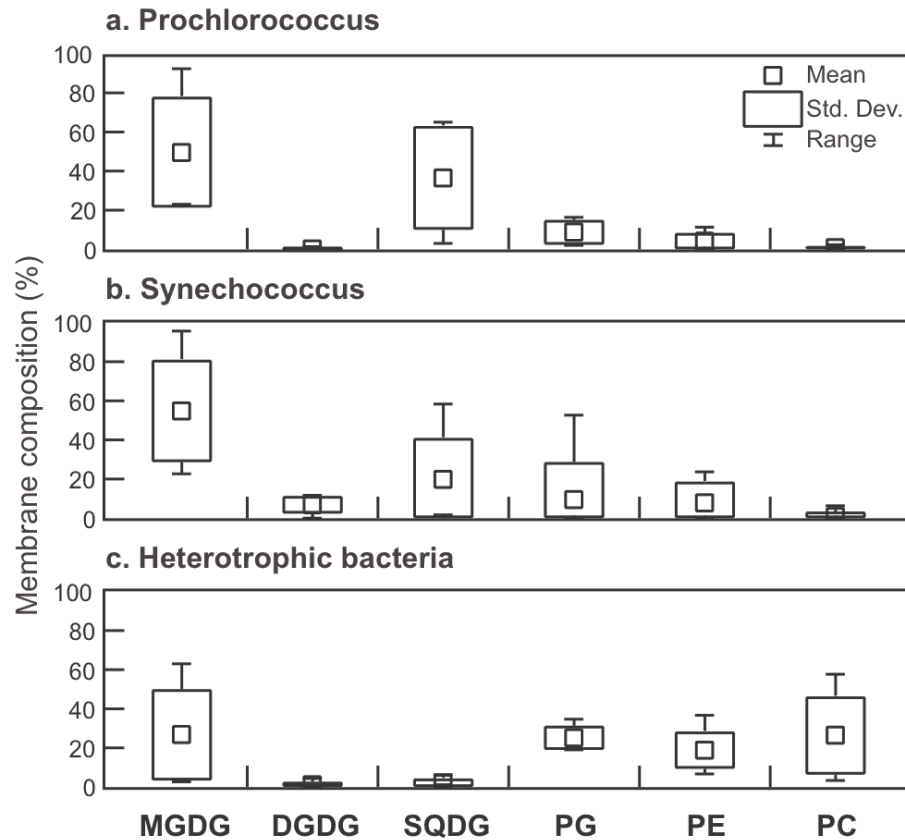 a. Prochlorococcus
100
80
60
40
20
0
Mean
Std. Dev.
Range
Membrane composition (%)
b. Synechococcus
100
80
60
40
20
0
c. Heterotrophic bacteria
100
80
60
40
20
0
MGDG DGDG SQDG PG PE PC